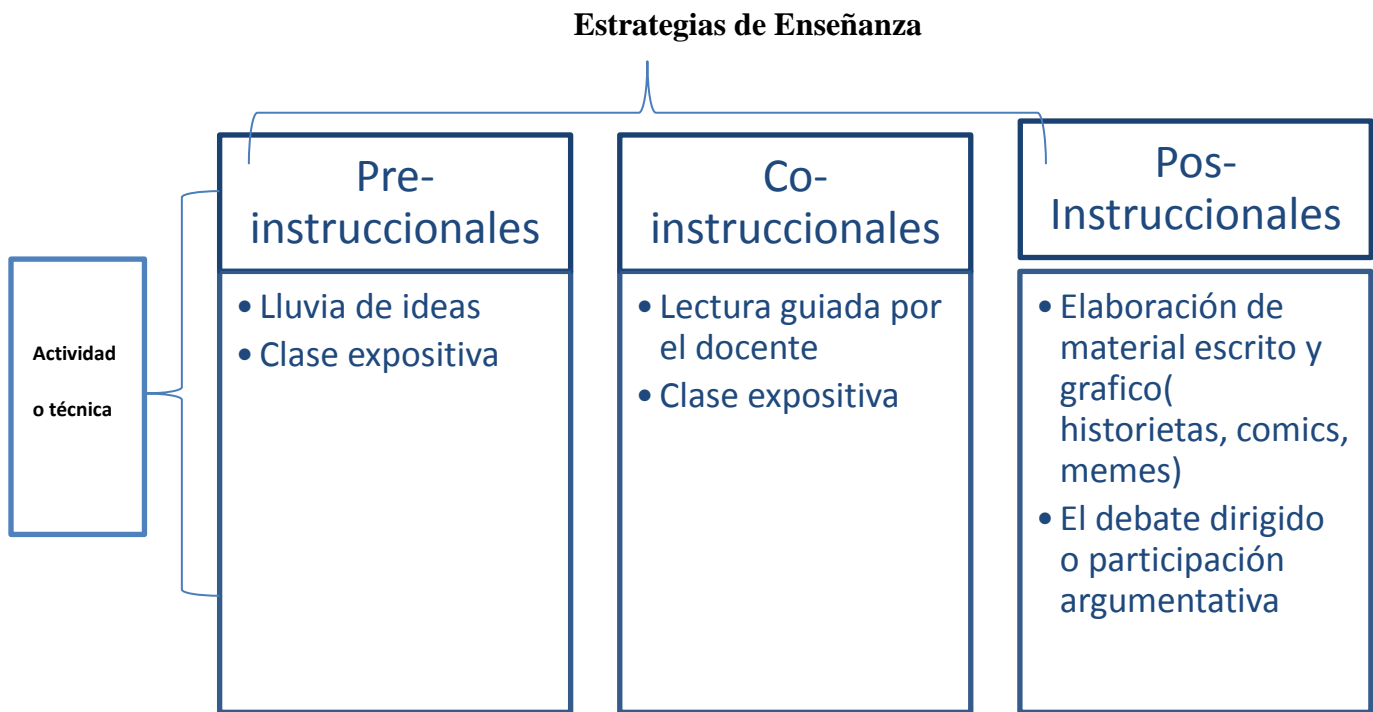 Estrategias de Enseñanza
Pre-
instruccionales
Co-
instruccionales
Pos-
Instruccionales
Actividad
o técnica
• Lluvia de ideas
• Clase expositiva
• Lectura guiada por
el docente
• Clase expositiva
• Elaboración de
material escrito y
grafico(
historietas, comics,
memes)
• El debate dirigido
o participación
argumentativa